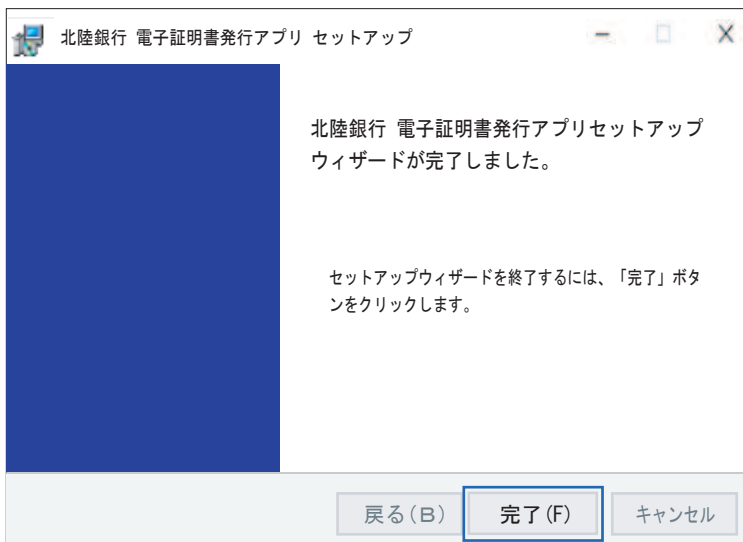 北陸銀行 電子証明書発行アプリ セットアップ
北陸銀行 電子証明書発行アプリセットアップ
ウィザードが完了しました。
セットアップウィザードを終了するには、「完了」ボタ
ンをクリックします。
戻る(B) 完了(F) キャンセル